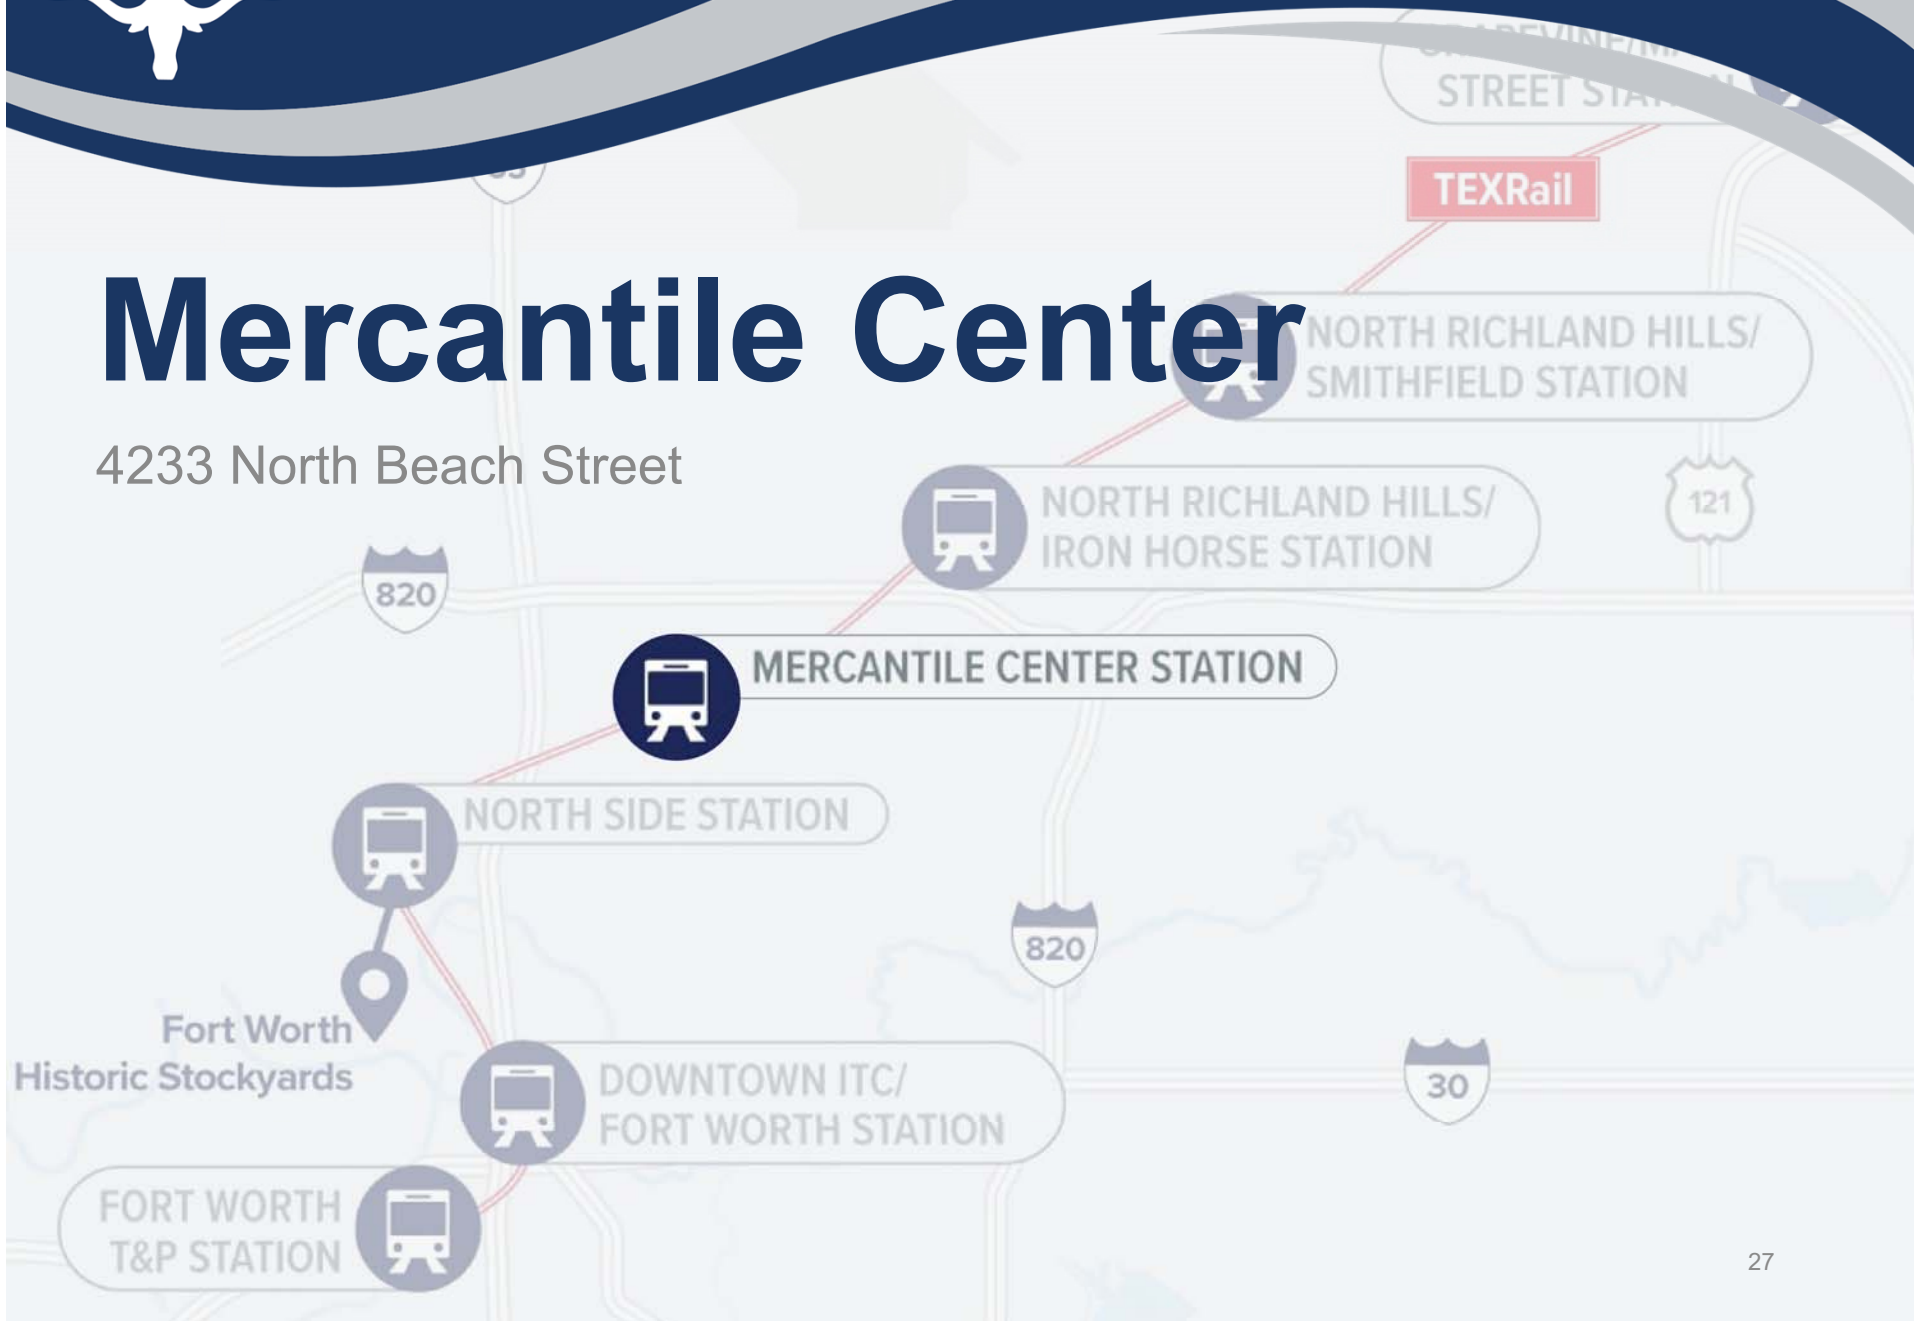 STREET
TEXRail
Mercantile Center
NORTH RICHLAND HILLS/
SMITHFIELD STATION
4233 North Beach Street
NORTH RICHLAND HILLS/
IRON HORSE STATION
121
820
MERCANTILE CENTER STATION
NORTH SIDE STATION
820
Fort Worth
Historic Stockyards
DOWNTOWN ITC/
FORT WORTH STATION
30
FORT WORTH
T&P STATION
27